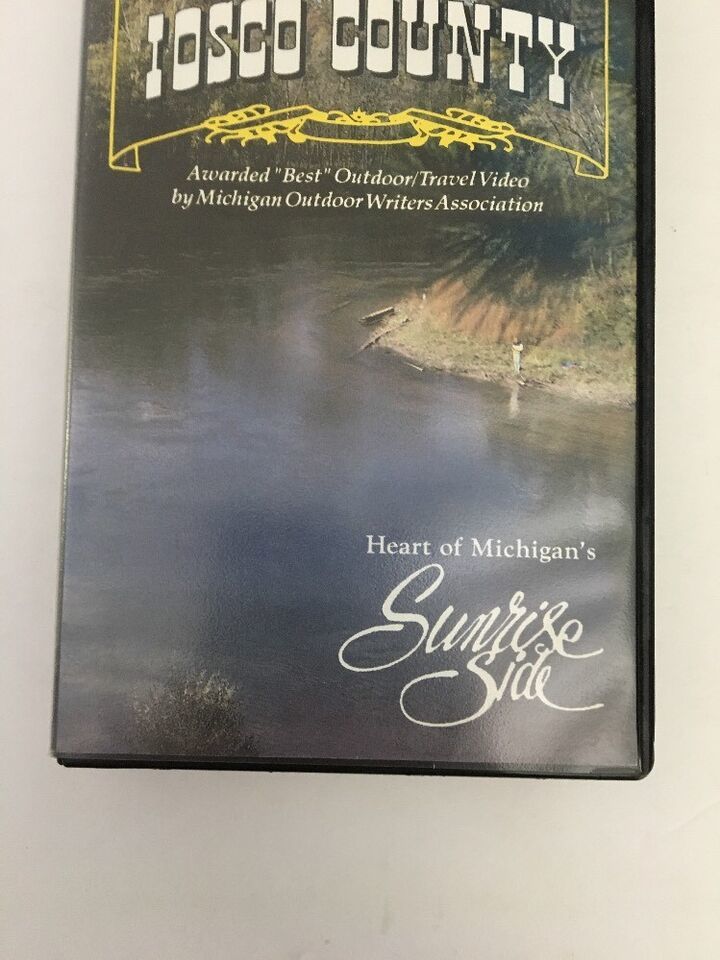 IOSCO COUNTY
Awarded "Best" Outdoor/Travel Video
by Michigan Outdoor Writers Association
Heart of Michigan's
Sunrise
Side